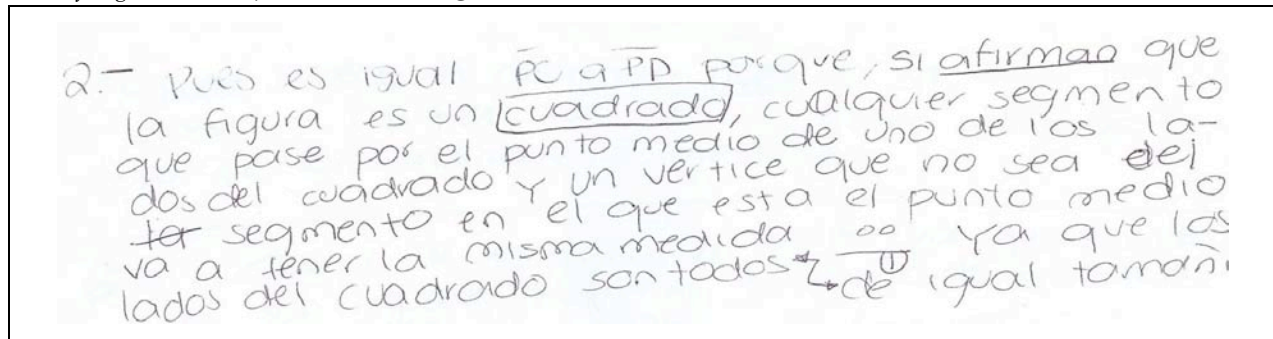 2.- Pues es igual PC a PD porque, si afirman que
la figura es un cuadrado, cualquier segmento
que pase por el punto medio de uno de los la-
dos del cuadrado y un vertice que no sea del
segmento en el que esta el punto medio
va a tener la misma medida ya que los
lados del cuadrado son todos de igual tamañ